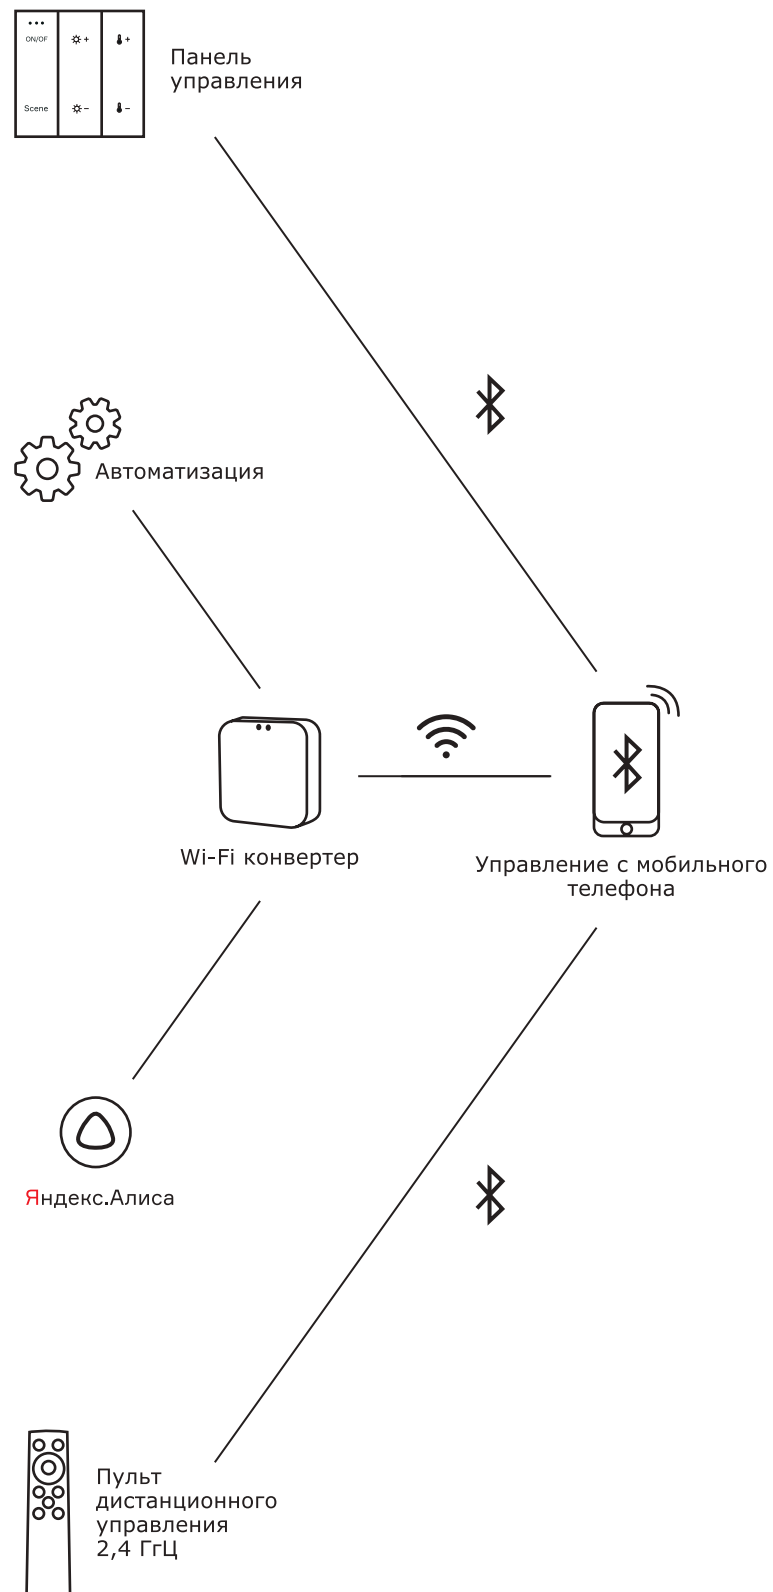 ON/OF
Scene
Панель
управления
Автоматизация
Wi-Fi конвертер
Управление с мобильного
телефона
Яндекс.Алиса
Пульт
дистанционного
управления
2,4 ГгЦ